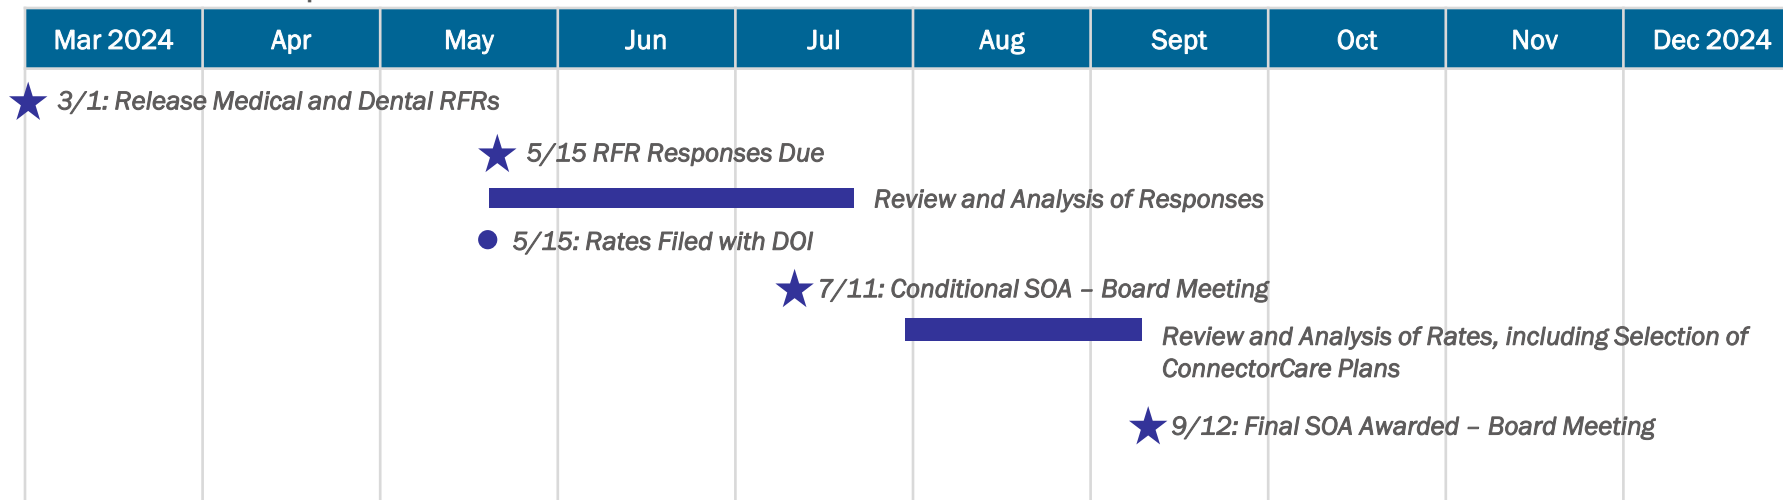 Mar 2024 Apr May Jun Jul Aug Sept Oct Nov Dec 2024
3/1: Release Medical and Dental RFRs
5/15 RFR Responses Due
Review and Analysis of Responses
5/15: Rates Filed with DOI
7/11: Conditional SOA – Board Meeting
Review and Analysis of Rates, including Selection of
ConnectorCare Plans
9/12: Final SOA Awarded – Board Meeting